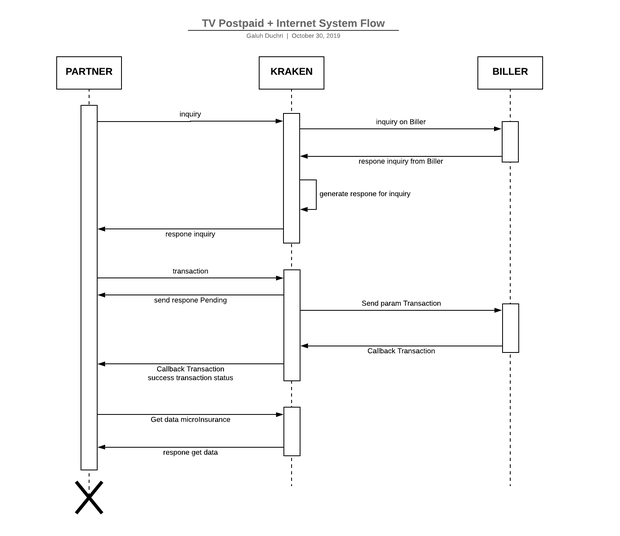 TV Postpaid + Internet System Flow
Galuh Duchri | October 30, 2019
PARTNER
KRAKEN
BILLER
inquiry
inquiry on Biller
respone inquiry from Biller
generate respone for inquiry
respone inquiry
transaction
send respone Pending
Send param Transaction
Callback Transaction
Callback Transaction
success transaction status
Get data microInsurance
respone get data